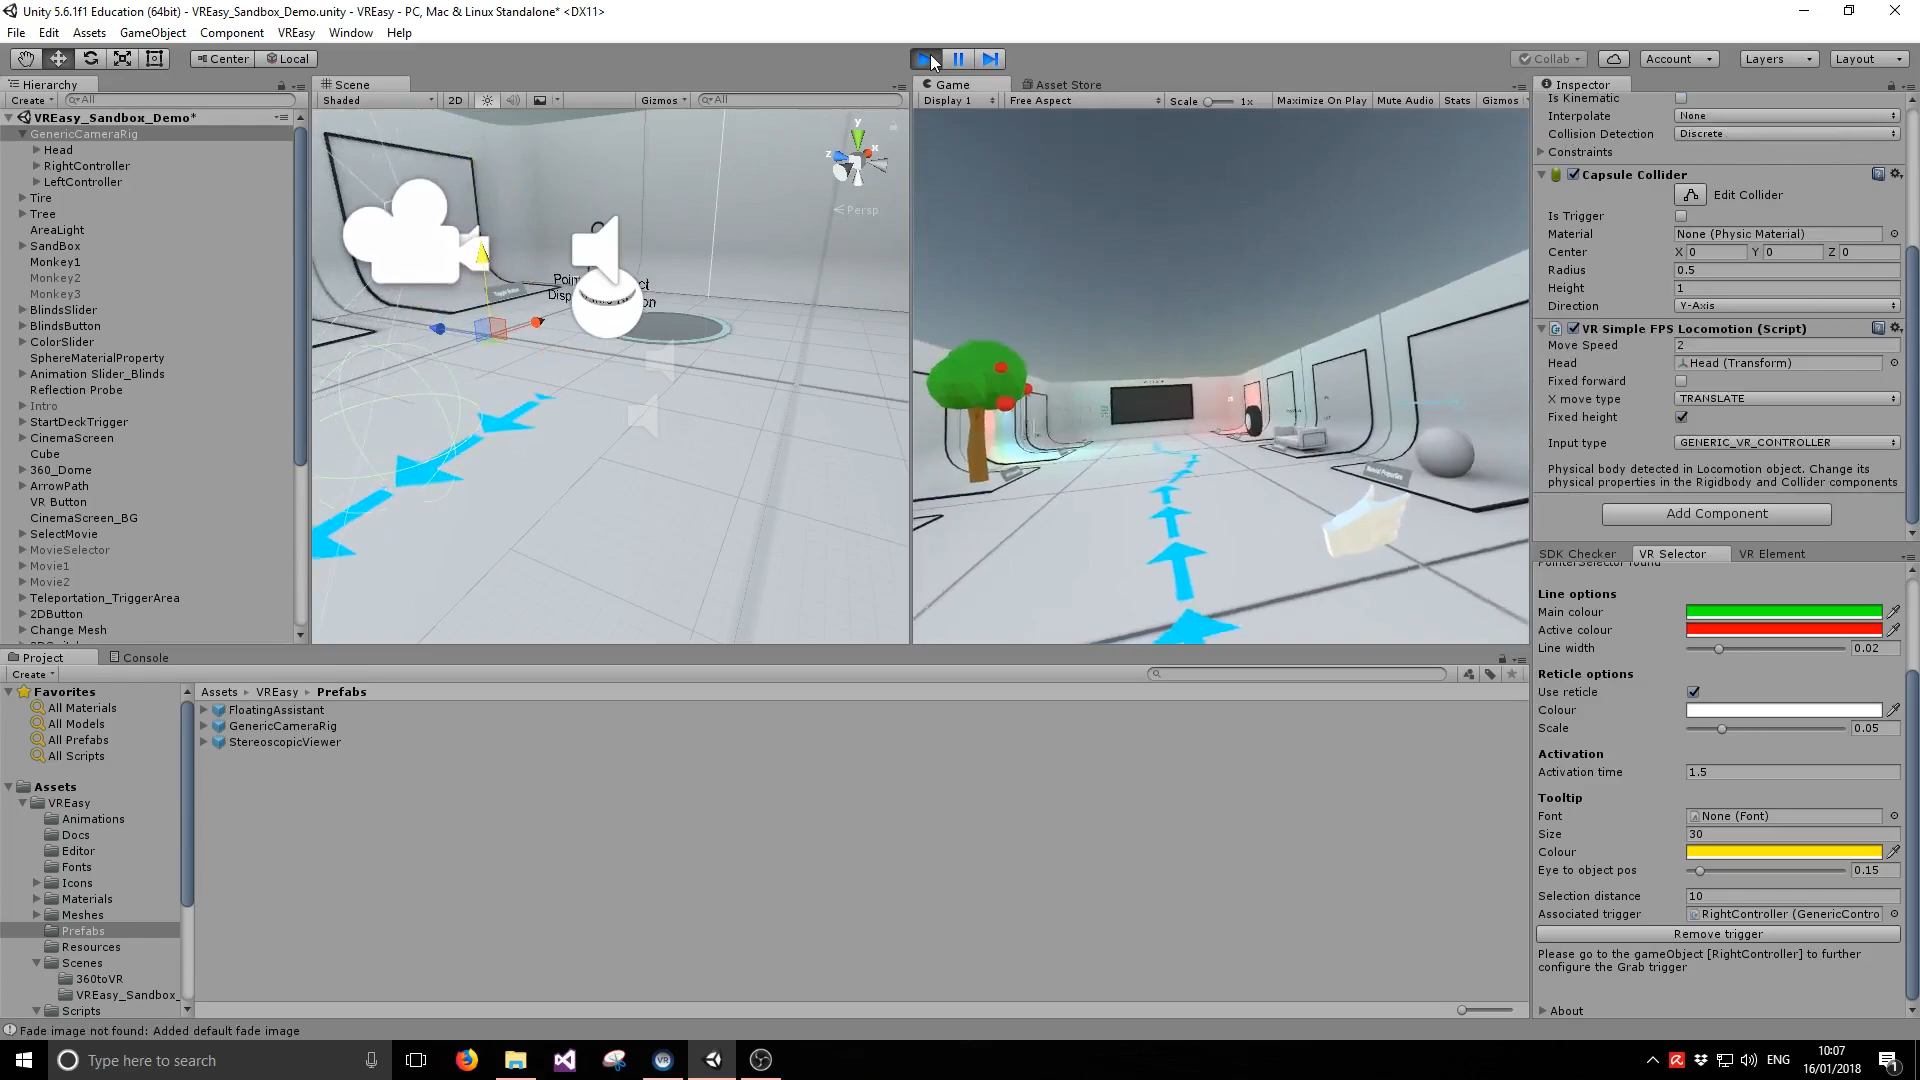 Unity 5.6.1f1 Education (64bit) - VREasy_Sandbox_Demo.unity - VREasy - PC, Mac & Linux Standalone* <DX11>
File Edit Assets GameObject Component VREasy Window Help
Center Local
Collab Account Layers Layout
Hierarchy
Create All
VREasy_Sandbox_Demo*
GenericCameraRig
Head
RightController
LeftController
Tire
Tree
AreaLight
SandBox
Monkey1
Monkey2
Monkey3
BlindsSlider
BlindsButton
ColorSlider
SphereMaterialProperty
Animation Slider_Blinds
Reflection Probe
Intro
StartDeckTrigger
CinemaScreen
Cube
360_Dome
ArrowPath
VR Button
CinemaScreen_BG
SelectMovie
MovieSelector
Movie1
Movie2
Teleportation_TriggerArea
2DButton
Change Mesh
Scene
Shaded 2D Gizmos All
y
x
z
Persp
Game Asset Store
Display 1 Free Aspect Scale 1x Maximize On Play Mute Audio Stats Gizmos
Inspector
Is Kinematic
Interpolate None
Collision Detection Discrete
Constraints
Capsule Collider
Edit Collider
Is Trigger
Material None (Physic Material)
Center X 0 Y 0 Z 0
Radius 0.5
Height 1
Direction Y-Axis
VR Simple FPS Locomotion (Script)
Move Speed 2
Head Head (Transform)
Fixed forward
X move type TRANSLATE
Fixed height
Input type GENERIC_VR_CONTROLLER
Physical body detected in Locomotion object. Change its
physical properties in the Rigidbody and Collider components
Add Component
SDK Checker VR Selector VR Element
PointerSelector found
Line options
Main colour
Active colour
Line width 0.02
Reticle options
Use reticle
Colour
Scale 0.05
Activation
Activation time 1.5
Tooltip
Font None (Font)
Size 30
Colour
Eye to object pos 0.15
Selection distance 10
Associated trigger RightController (GenericContro
Remove trigger
Please go to the gameObject [RightController] to further
configure the Grab trigger
About
Project Console
Create
Favorites
All Materials
All Models
All Prefabs
All Scripts
Assets
VREasy
Animations
Docs
Editor
Fonts
Icons
Materials
Meshes
Prefabs
Resources
Scenes
360toVR
VREasy_Sandbox_
Scripts
Assets VREasy Prefabs
FloatingAssistant
GenericCameraRig
StereoscopicViewer
Fade image not found: Added default fade image
Type here to search
ENG
10:07
16/01/2018
1